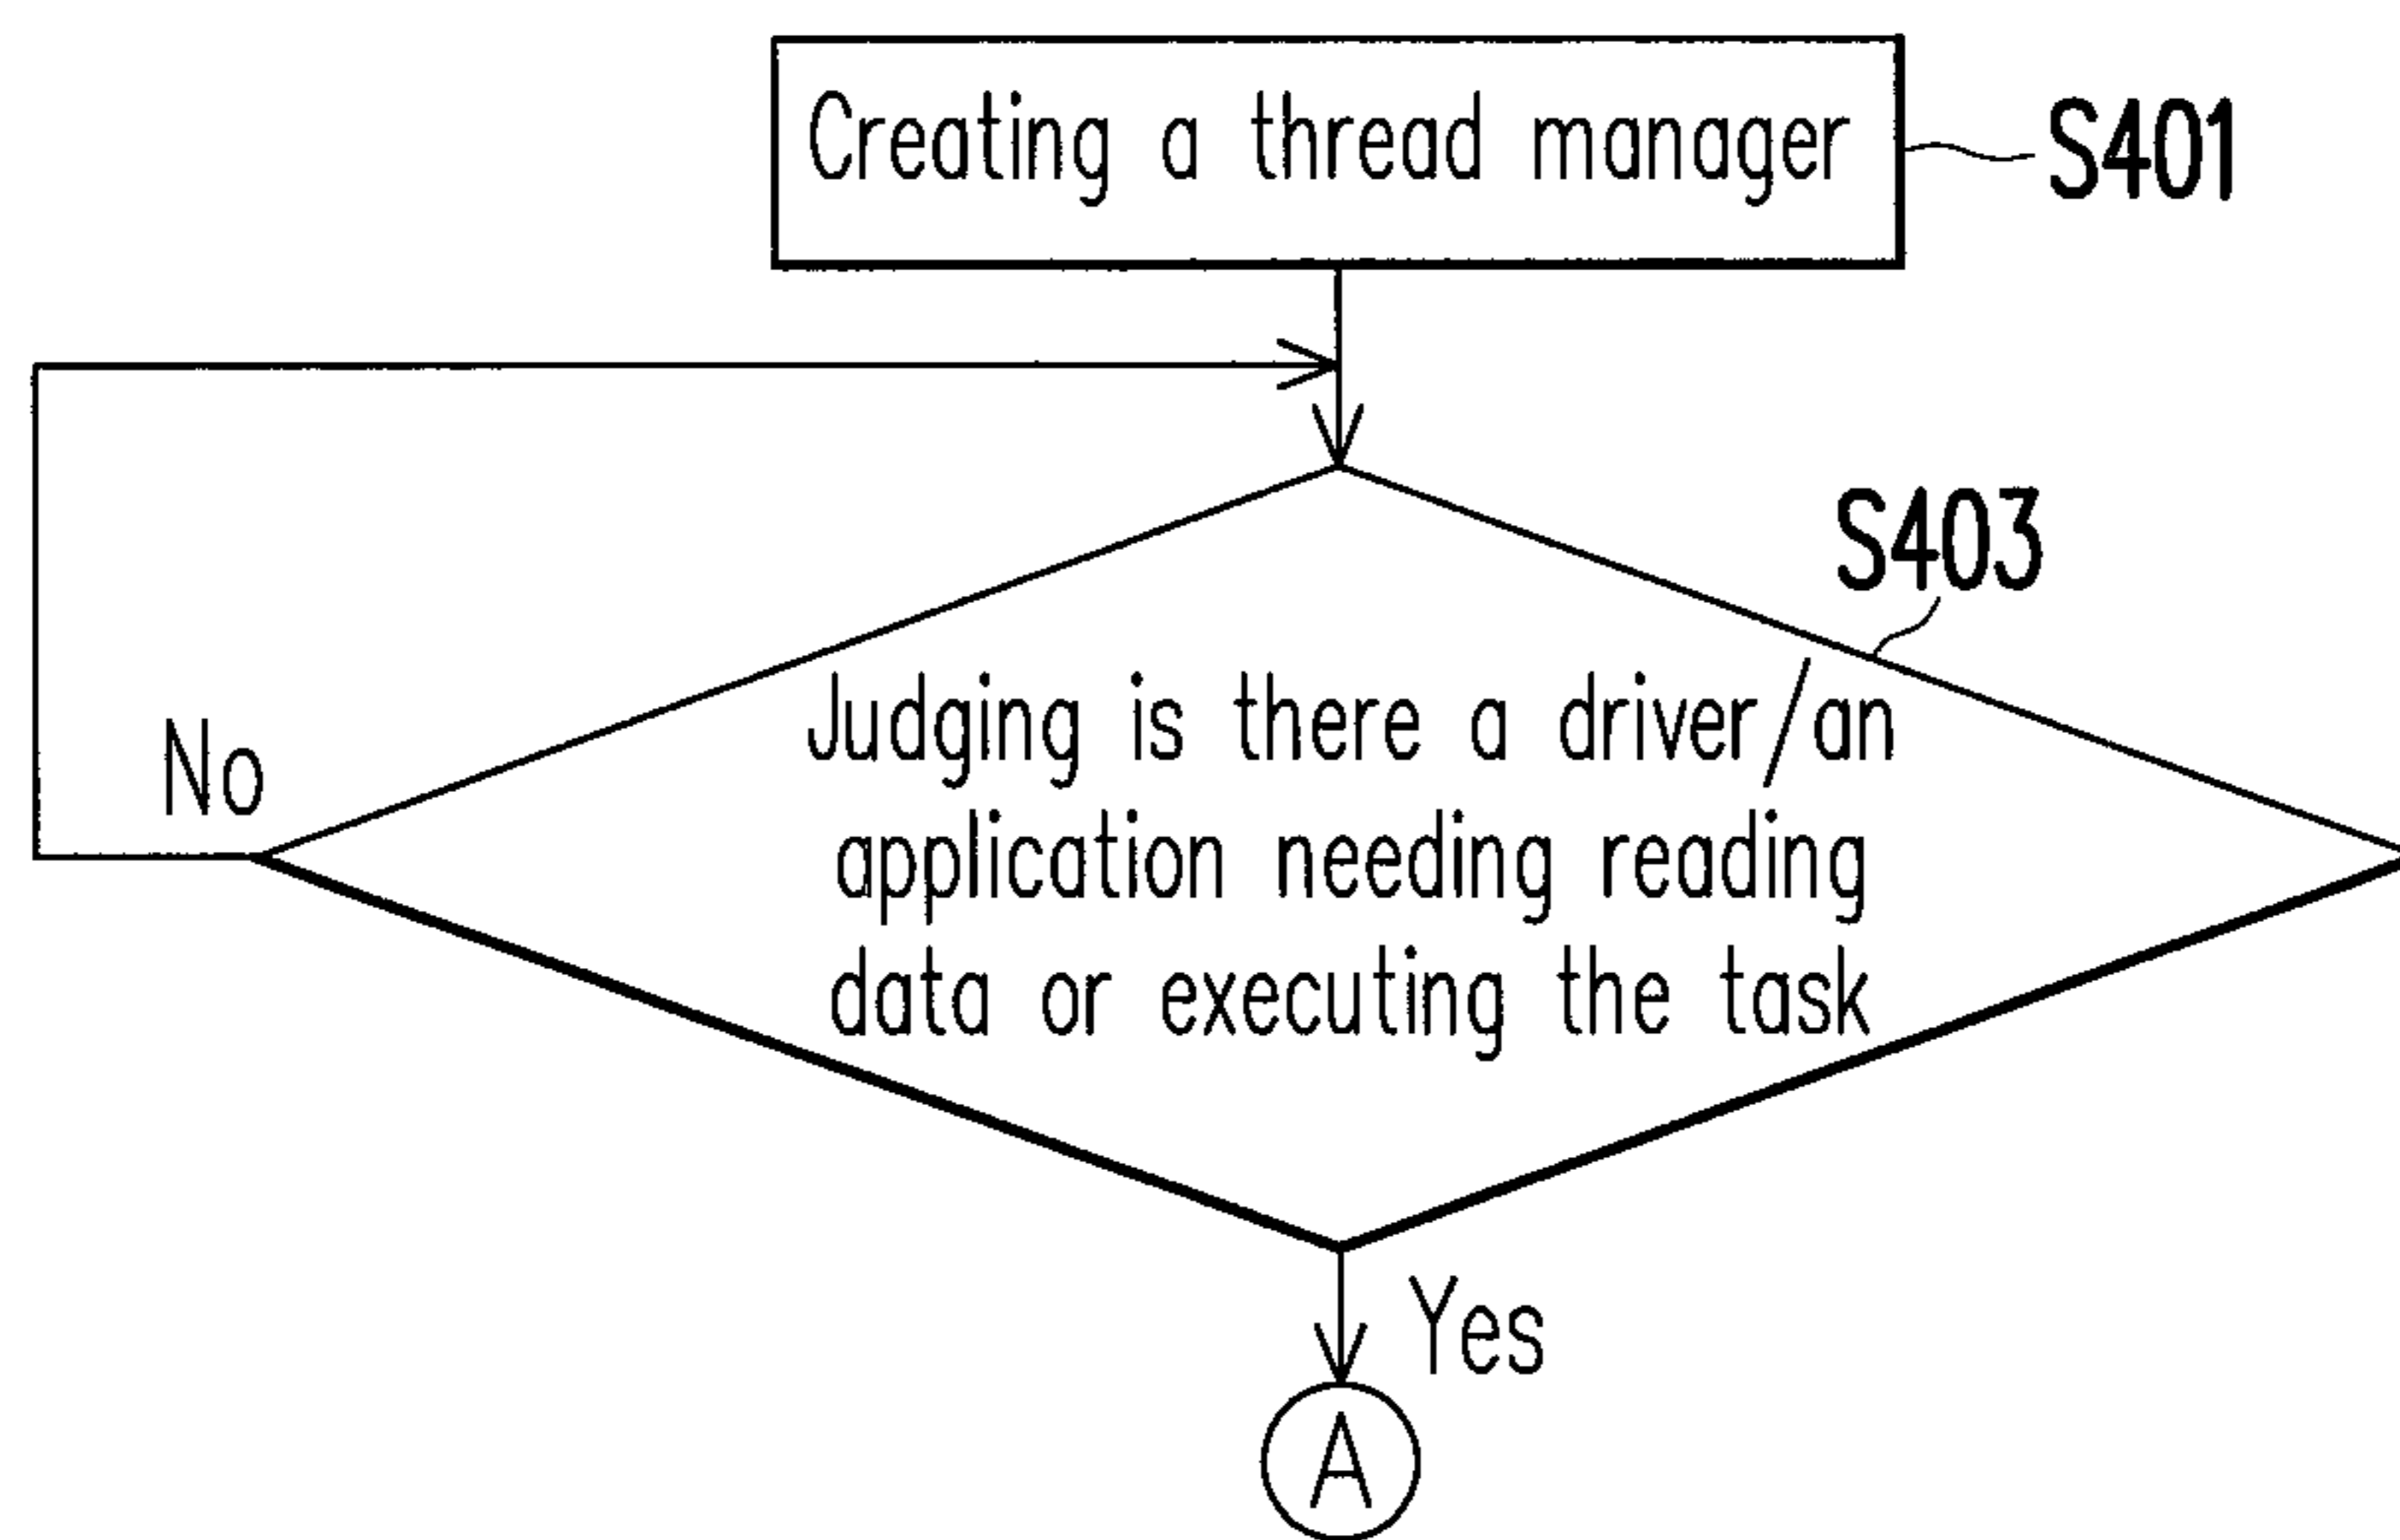 Creating a thread manager
S401
S403
Judging is there a driver/an
application needing reading
data or executing the task
No
Yes
A